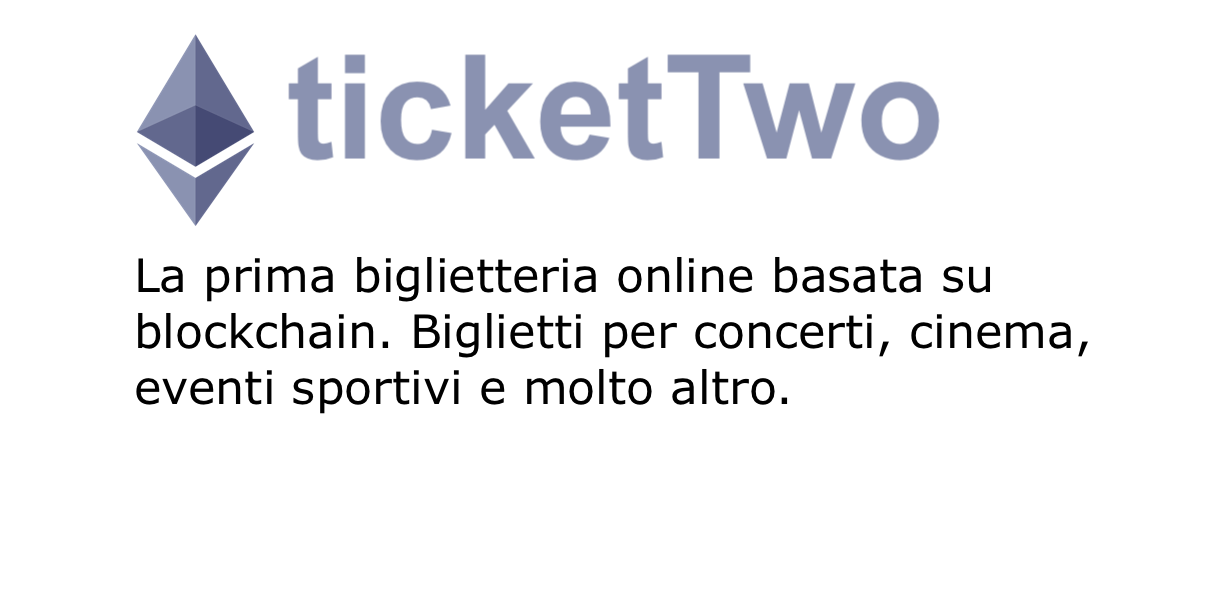 ticketTwo
La prima biglietteria online basata su
blockchain. Biglietti per concerti, cinema,
eventi sportivi e molto altro.